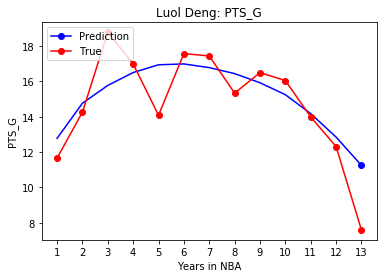 Luol Deng: PTS_G
Prediction
True
PTS_G
18
16
14
12
10
8
1 2 3 4 5 6 7 8 9 10 11 12 13
Years in NBA